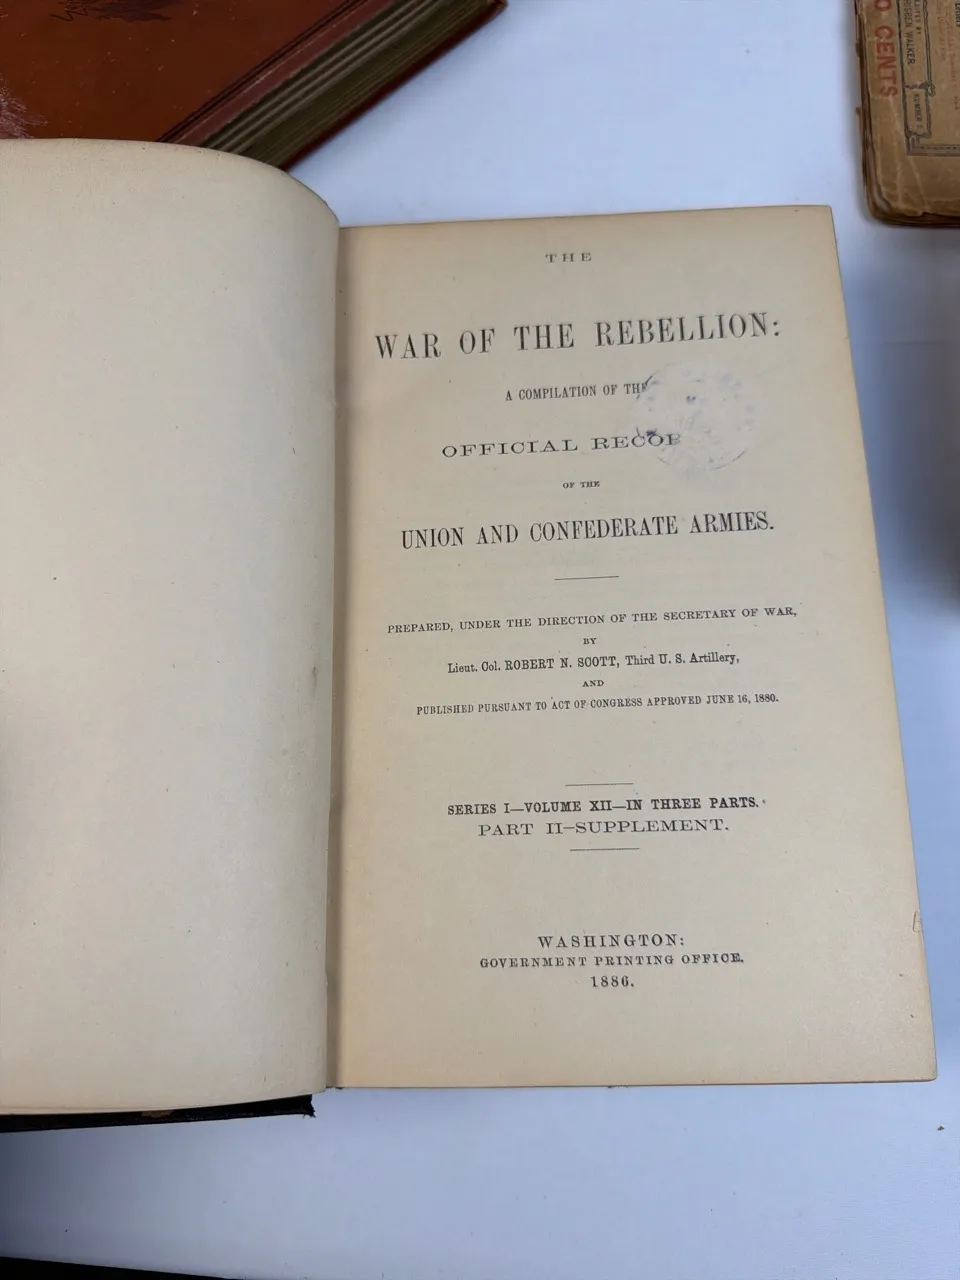 THE
WAR OF THE REBELLION:
A COMPILATION OF THE
OFFICIAL
OF THE
UNION AND CONFEDERATE ARMIES.
PREPARED, UNDER THE DIRECTION OF THE SECRETARY OF WAR,
BY
Lieut. Col. ROBERT N. SCOTT, Third U. S. Artillery,
AND
PUBLISHED PURSUANT TO ACT OF CONGRESS APPROVED JUNE 16, 1880.
SERIES I—VOLUME XII—IN THREE PARTS.
PART II—SUPPLEMENT.
WASHINGTON:
GOVERNMENT PRINTING OFFICE.
1886.
CENTS
WALKER
NUMBER